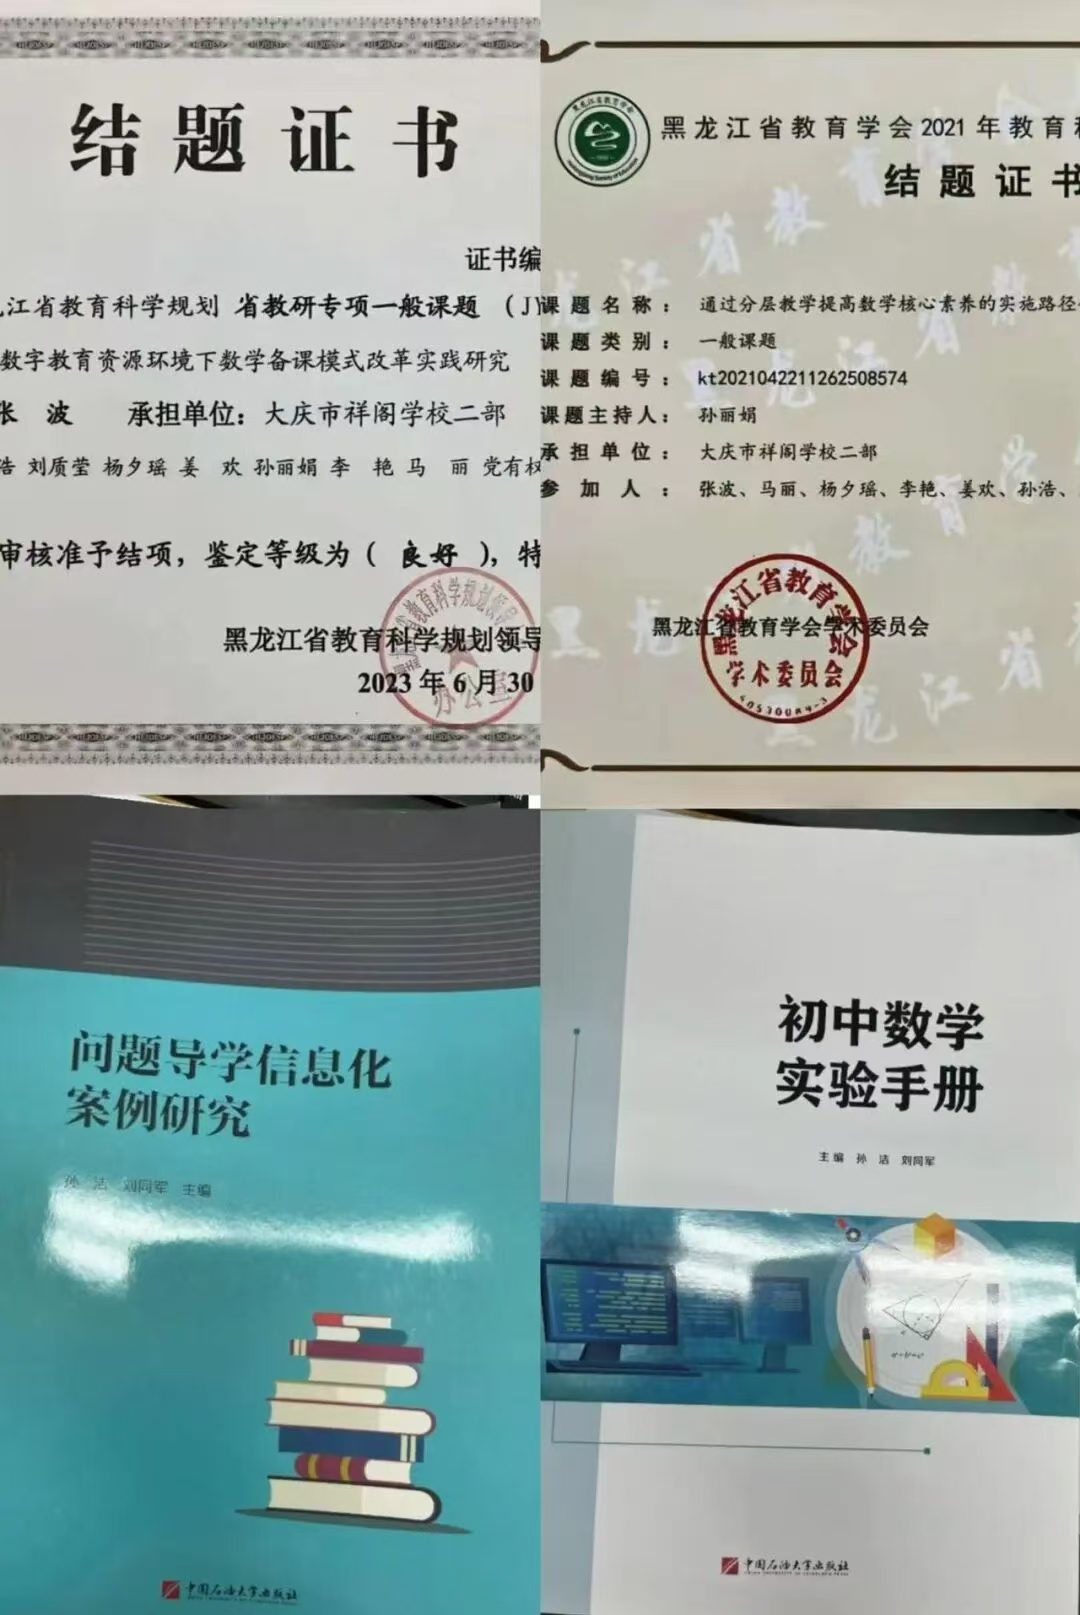 结题证书
证书编
江省教育科学规划 省教研专项一般课题 （J
数字教育资源环境下数学备课模式改革实践研究
张 波 承担单位：大庆市祥阁学校二部
浩 刘质莹 杨夕瑶 姜 欢 孙丽娟 李 艳 马 丽 党有权
审核准予结项，鉴定等级为（ 良好 ），特
黑龙江省教育科学规划领导
2023 年 6 月 30
办公室
黑龙江省教育学会2021年教育科
结题证书
课题名称： 通过分层教学提高数学核心素养的实施路径
课题类别： 一般课题
课题编号： kt2021042211262508574
课题主持人： 孙丽娟
承担单位： 大庆市祥阁学校二部
参加人： 张波、马丽、杨夕瑶、李艳、姜欢、孙浩、
黑龙江省教育学会学术委员会
黑龙江省教育学会
学术委员会
问题导学信息化
案例研究
孙 洁 刘同军 主编
中国石油大学出版社
初中数学
实验手册
主编 孙 洁 刘同军
中国石油大学出版社